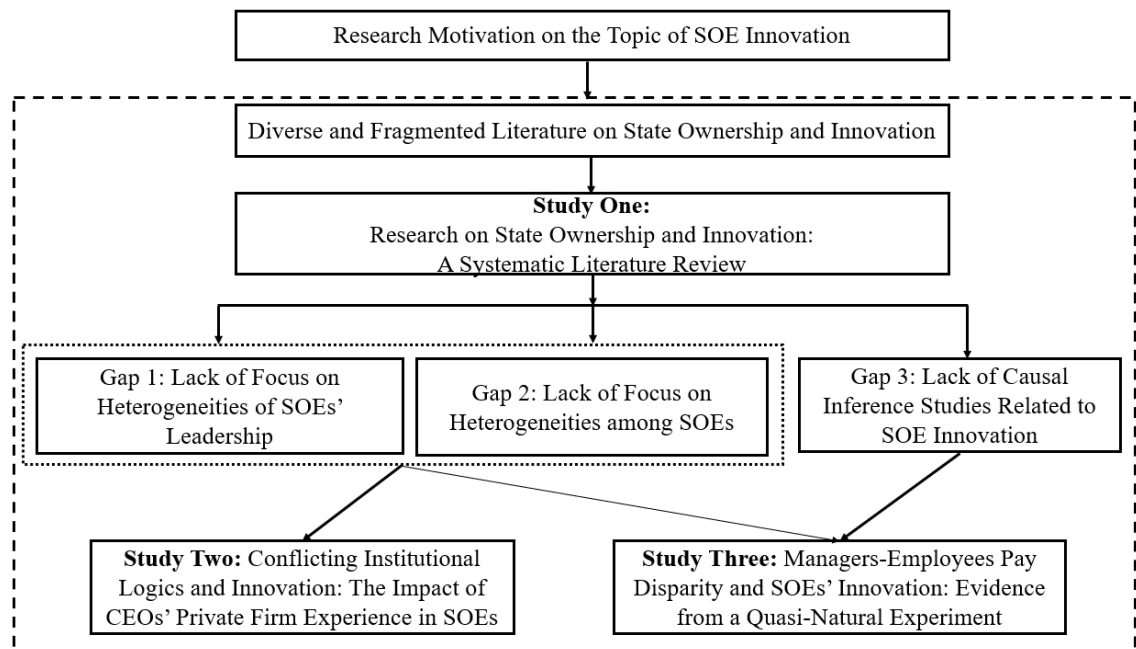 Research Motivation on the Topic of SOE Innovation
Diverse and Fragmented Literature on State Ownership and Innovation
Study One:
Research on State Ownership and Innovation:
A Systematic Literature Review
Gap 1: Lack of Focus on
Heterogeneities of SOEs’
Leadership
Gap 2: Lack of Focus on
Heterogeneities among SOEs
Gap 3: Lack of Causal
Inference Studies Related to
SOE Innovation
Study Two: Conflicting Institutional
Logics and Innovation: The Impact of
CEOs’ Private Firm Experience in SOEs
Study Three: Managers-Employees Pay
Disparity and SOEs’ Innovation: Evidence
from a Quasi-Natural Experiment